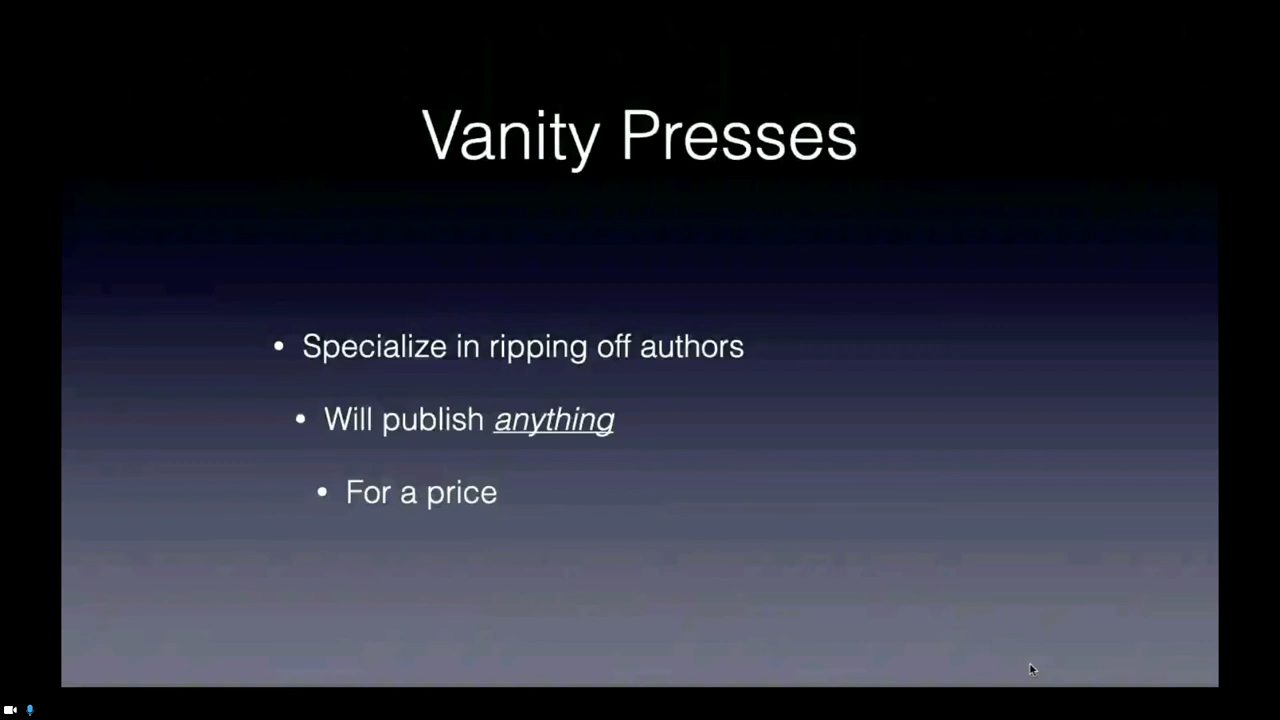 Vanity Presses
• Specialize in ripping off authors
• Will publish anything
• For a price